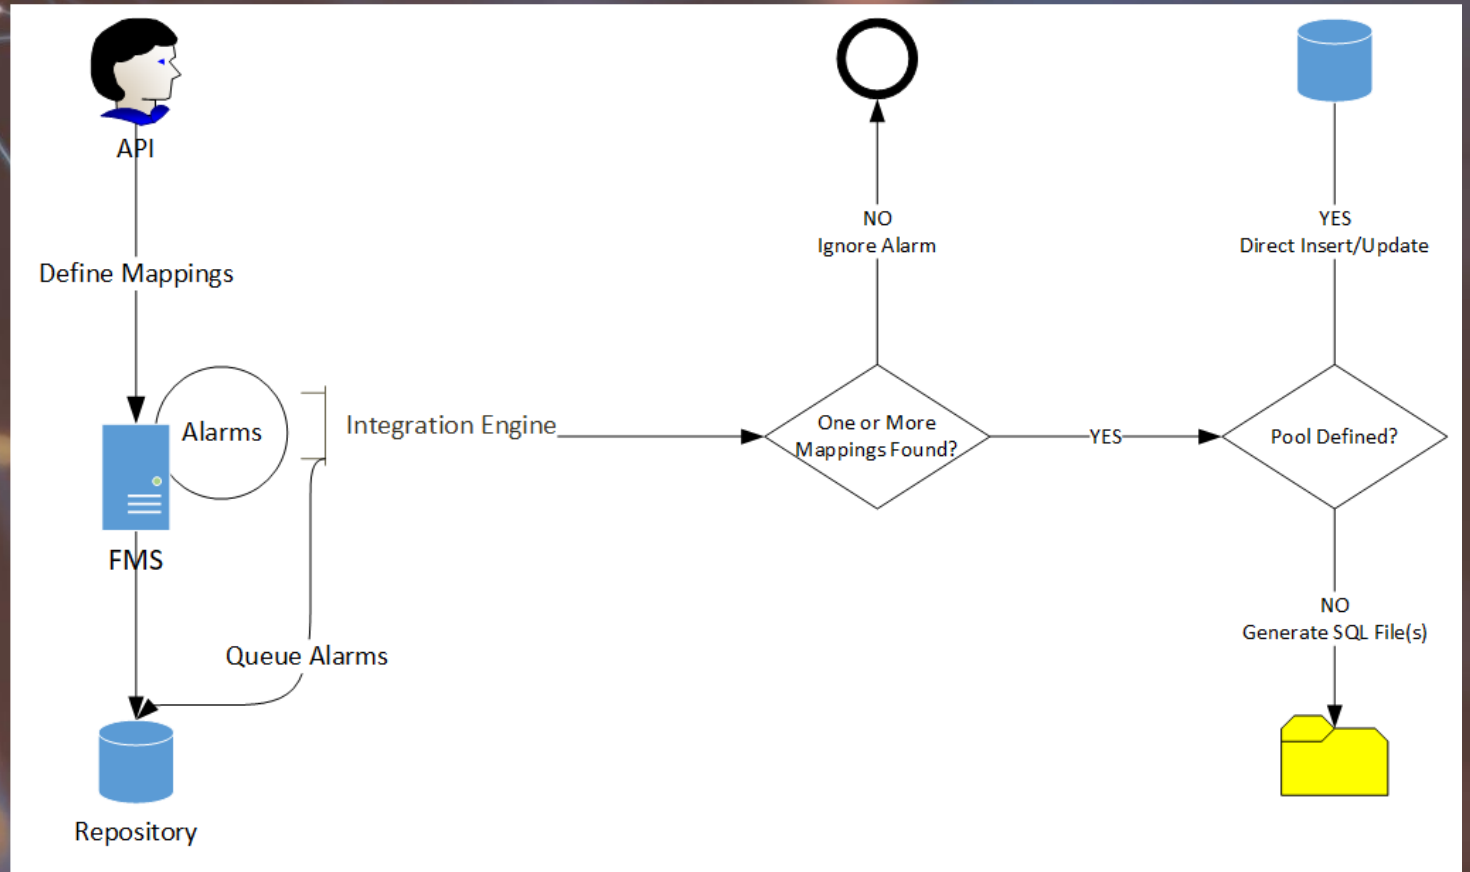 API
Define Mappings
Alarms
Integration Engine
FMS
Queue Alarms
Repository
NO
Ignore Alarm
One or More
Mappings Found?
YES
YES
Direct Insert/Update
Pool Defined?
NO
Generate SQL File(s)